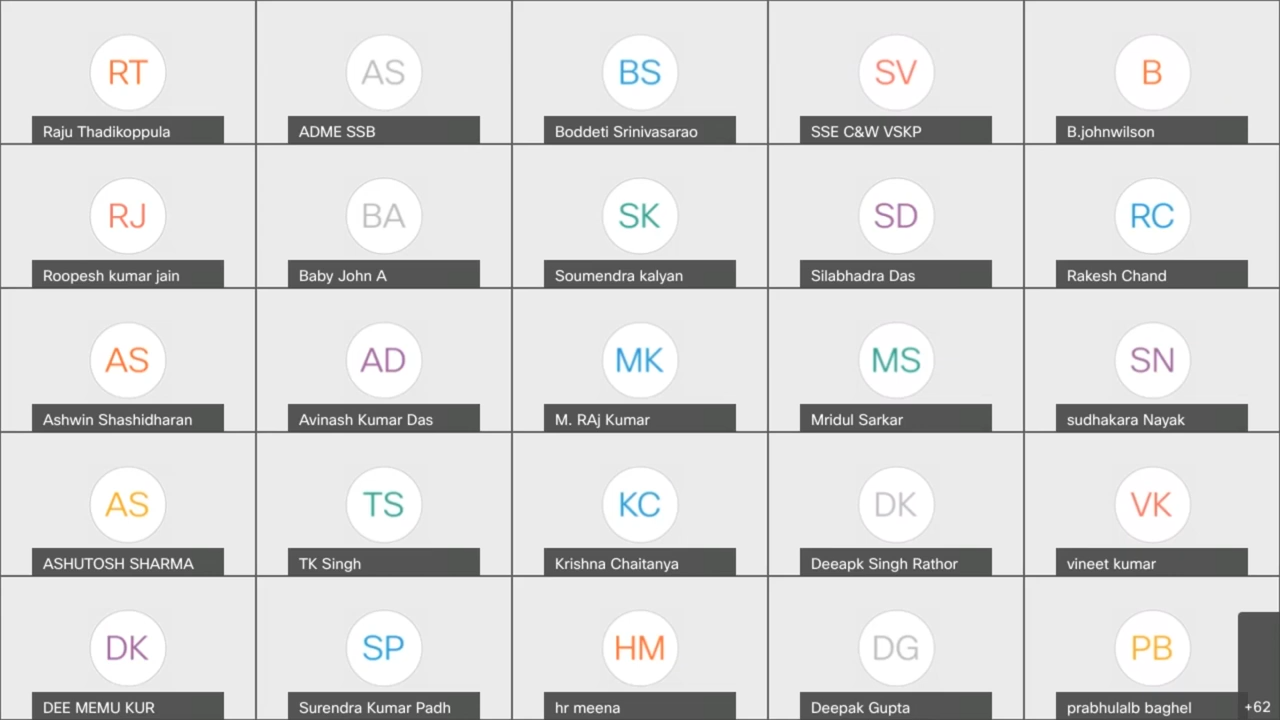 RT
Raju Thadikoppula
AS
ADME SSB
BS
Boddeti Srinivasarao
SV
SSE C&W VSKP
B
B.johnwilson
RJ
Roopesh kumar jain
BA
Baby John A
SK
Soumendra kalyan
SD
Silabhadra Das
RC
Rakesh Chand
AS
Ashwin Shashidharan
AD
Avinash Kumar Das
MK
M. RAj Kumar
MS
Mridul Sarkar
SN
sudhakara Nayak
AS
ASHUTOSH SHARMA
TS
TK Singh
KC
Krishna Chaitanya
DK
Deeapk Singh Rathor
VK
vineet kumar
DK
DEE MEMU KUR
SP
Surendra Kumar Padh
HM
hr meena
DG
Deepak Gupta
PB
prabhulalb baghel
+62